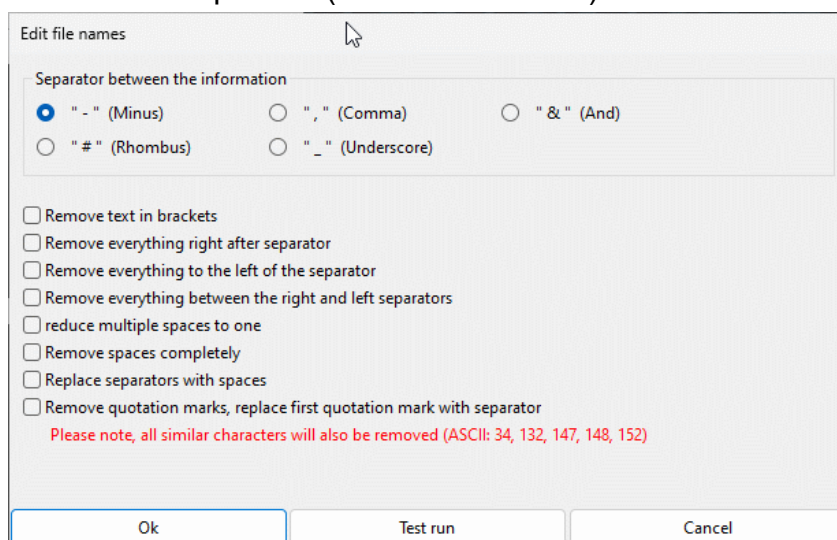 Edit file names
Separator between the information
" - " (Minus) " , " (Comma) " & " (And)
" # " (Rhombus) " _ " (Underscore)
Remove text in brackets
Remove everything right after separator
Remove everything to the left of the separator
Remove everything between the right and left separators
reduce multiple spaces to one
Remove spaces completely
Replace separators with spaces
Remove quotation marks, replace first quotation mark with separator
Please note, all similar characters will also be removed (ASCII: 34, 132, 147, 148, 152)
Ok Test run Cancel